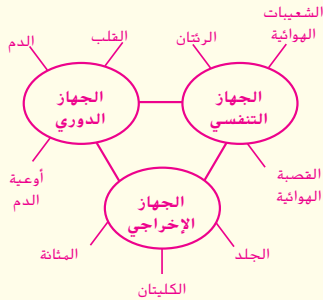 الشعيبات
الهوائية
الرئتان
القلب
الدم
الجهاز
التنفسي
الجهاز
الدوري
القصبة
الهوائية
أوعية
الدم
الجهاز
الإخراجي
الجلد
المثانة
الكليتان